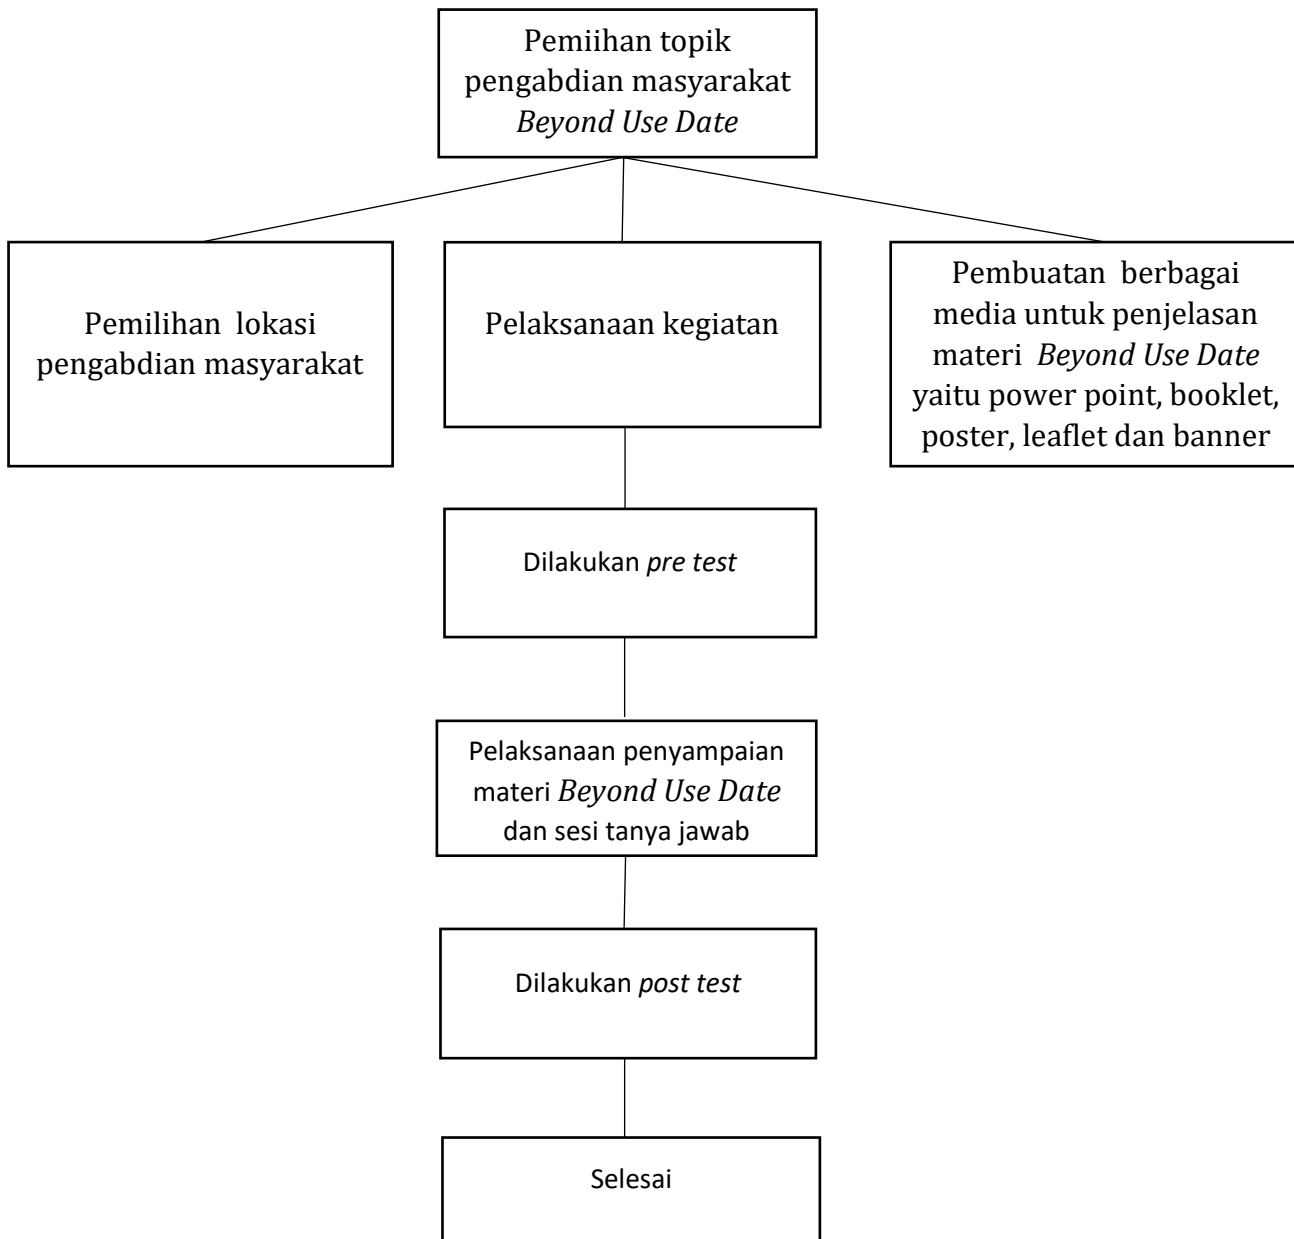 Pemiihan topik
pengabdian masyarakat
Beyond Use Date
Pemilihan lokasi
pengabdian masyarakat
Pelaksanaan kegiatan
Pembuatan berbagai
media untuk penjelasan
materi Beyond Use Date
yaitu power point, booklet,
poster, leaflet dan banner
Dilakukan pre test
Pelaksanaan penyampaian
materi Beyond Use Date
dan sesi tanya jawab
Dilakukan post test
Selesai